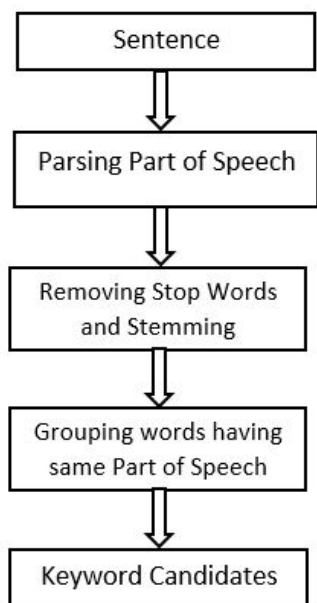 Sentence
Parsing Part of Speech
Removing Stop Words
and Stemming
Grouping words having
same Part of Speech
Keyword Candidates